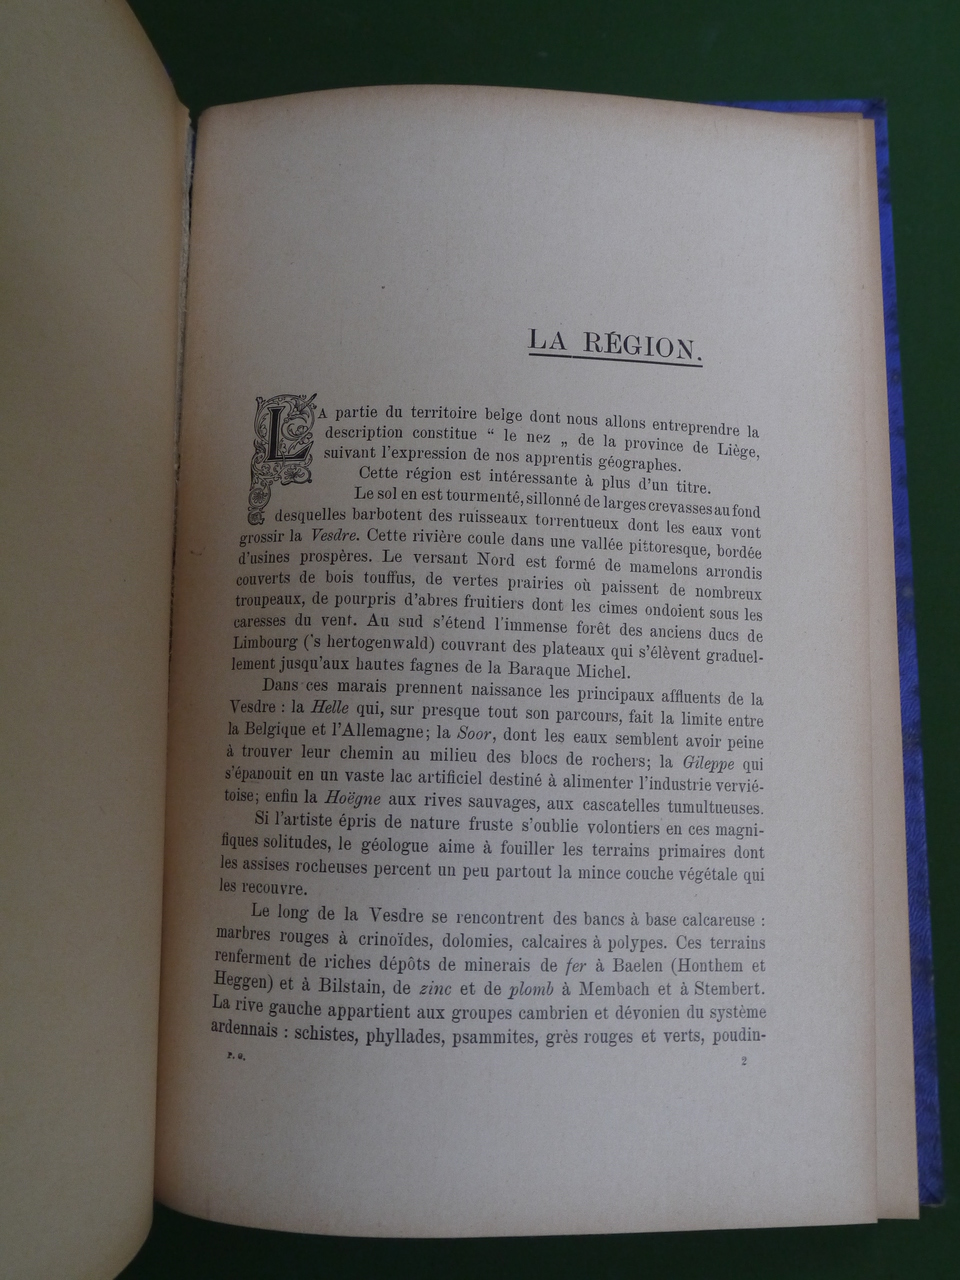 LA RÉGION.
LA partie du territoire belge dont nous allons entreprendre la
description constitue “ le nez „ de la province de Liège,
suivant l'expression de nos apprentis géographes.
Cette région est intéressante à plus d'un titre.
Le sol en est tourmenté, sillonné de larges crevasses au fond
desquelles barbotent des ruisseaux torrentueux dont les eaux vont
grossir la Vesdre. Cette rivière coule dans une vallée pittoresque, bordée
d'usines prospères. Le versant Nord est formé de mamelons arrondis
couverts de bois touffus, de vertes prairies où paissent de nombreux
troupeaux, de pourpris d'abres fruitiers dont les cimes ondoient sous les
caresses du vent. Au sud s'étend l'immense forêt des anciens ducs de
Limbourg ('s hertogenwald) couvrant des plateaux qui s'élèvent graduel-
lement jusqu'aux hautes fagnes de la Baraque Michel.
Dans ces marais prennent naissance les principaux affluents de la
Vesdre : la Helle qui, sur presque tout son parcours, fait la limite entre
la Belgique et l'Allemagne; la Soor, dont les eaux semblent avoir peine
à trouver leur chemin au milieu des blocs de rochers; la Gileppe qui
s'épanouit en un vaste lac artificiel destiné à alimenter l'industrie vervié-
toise; enfin la Hoëgne aux rives sauvages, aux cascatelles tumultueuses.
Si l'artiste épris de nature fruste s'oublie volontiers en ces magni-
fiques solitudes, le géologue aime à fouiller les terrains primaires dont
les assises rocheuses percent un peu partout la mince couche végétale qui
les recouvre.
Le long de la Vesdre se rencontrent des bancs à base calcareuse :
marbres rouges à crinoïdes, dolomies, calcaires à polypes. Ces terrains
renferment de riches dépôts de minerais de fer à Baelen (Honthem et
Heggen) et à Bilstain, de zinc et de plomb à Membach et à Stembert.
La rive gauche appartient aux groupes cambrien et dévonien du système
ardennais : schistes, phyllades, psammites, grès rouges et verts, poudin-
P. G. 2